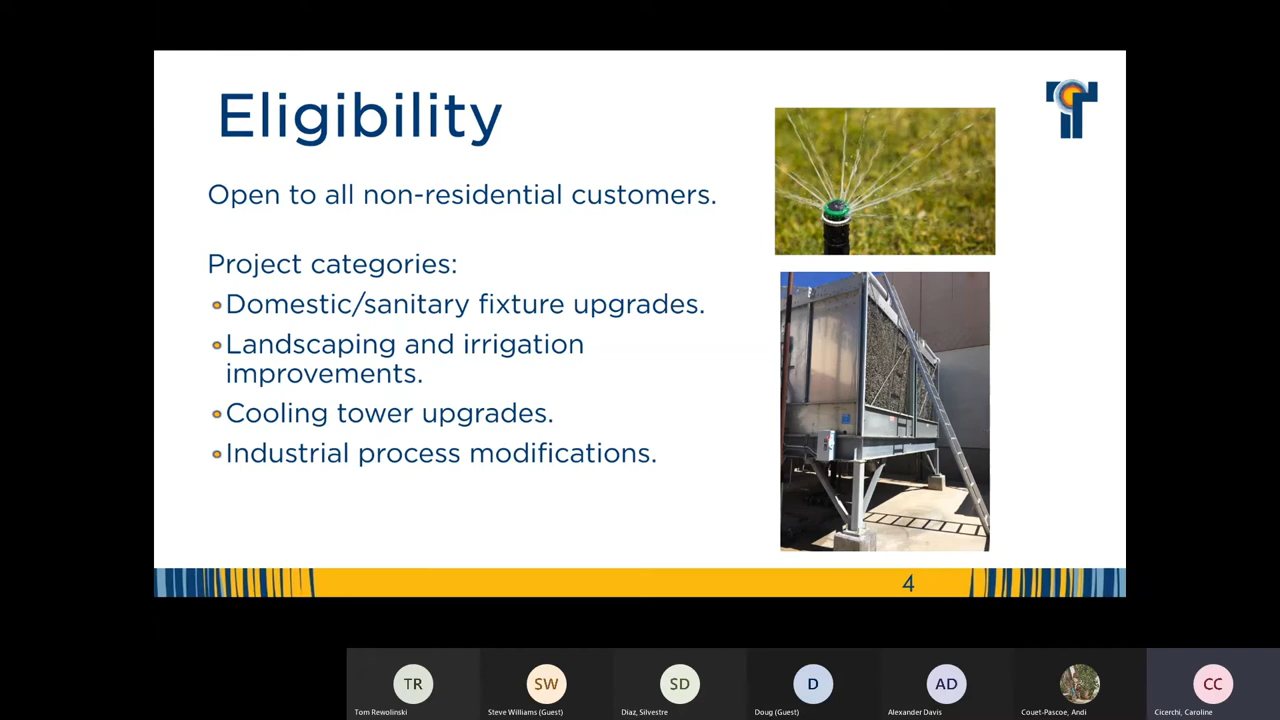 Eligibility
Open to all non-residential customers.
Project categories:
Domestic/sanitary fixture upgrades.
Landscaping and irrigation
improvements.
Cooling tower upgrades.
Industrial process modifications.
4
TR
SW
SD
D
AD
CC
Tom Rewolinski
Steve Williams (Guest)
Diaz, Silvestre
Doug (Guest)
Alexander Davis
Couet-Pascoe, Andi
Cicerchi, Caroline